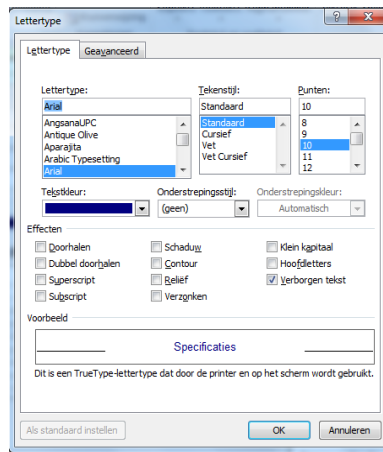 Lettertype
Lettertype Geavanceerd
Lettertype: Tekenstijl: Punten:
Arial Standaard 10
AngsanaUPC Standaard 8
Antique Olive Cursief 9
Aparajita Vet 10
Arabic Typesetting Vet Cursief 11
Arial 12
Tekstkleur: Onderstrepingsstijl: Onderstrepingskleur:
(geen) Automatisch
Effecten
Doorhalen Schaduw Klein kapitaal
Dubbel doorhalen Contour Hoofdletters
Superscript Reliëf Verborgen tekst
Subscript Verzonken
Voorbeeld
Specificaties
Dit is een TrueType-lettertype dat door de printer en op het scherm wordt gebruikt.
Als standaard instellen OK Annuleren